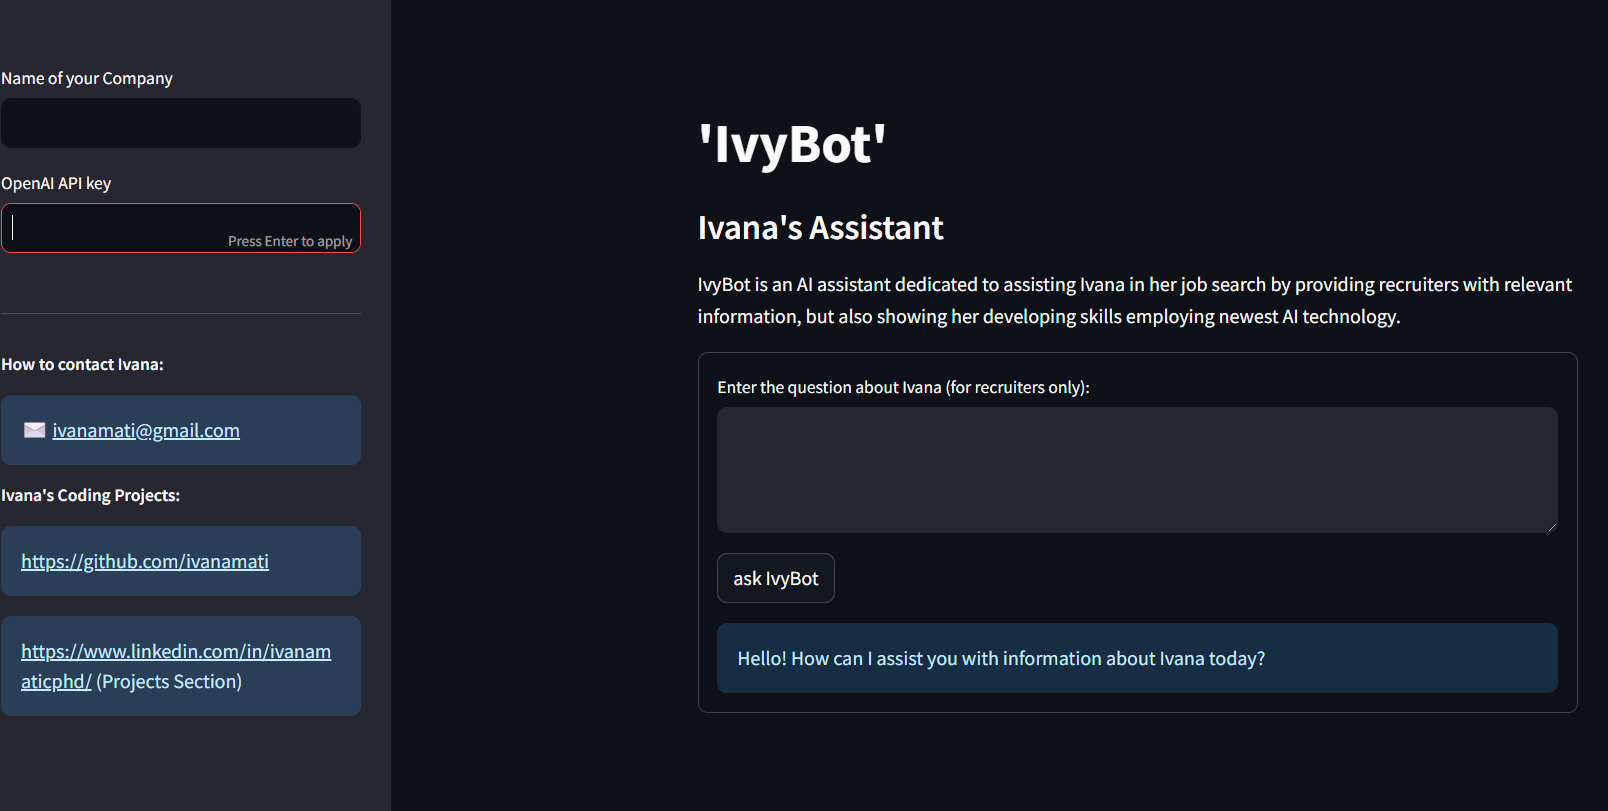 Name of your Company
OpenAI API key
Press Enter to apply
How to contact Ivana:
✉️ ivanamati@gmail.com
Ivana's Coding Projects:
https://github.com/ivanamati
https://www.linkedin.com/in/ivanam
aticphd/ (Projects Section)
'IvyBot'
Ivana's Assistant
IvyBot is an AI assistant dedicated to assisting Ivana in her job search by providing recruiters with relevant
information, but also showing her developing skills employing newest AI technology.
Enter the question about Ivana (for recruiters only):
ask IvyBot
Hello! How can I assist you with information about Ivana today?